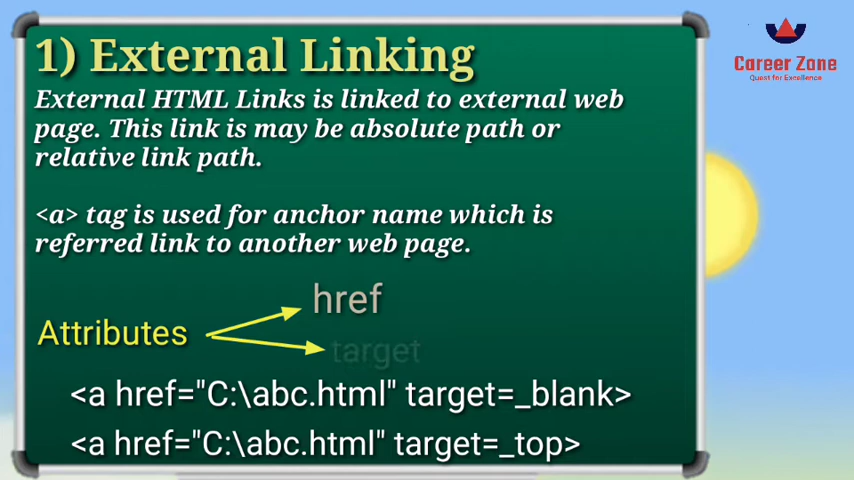 1) External Linking
External HTML Links is linked to external web
page. This link is may be absolute path or
relative link path.
<a> tag is used for anchor name which is
referred link to another web page.
href
Attributes
target
<a href="C:\abc.html" target=_blank>
<a href="C:\abc.html" target=_top>
Career Zone
Quest for Excellence